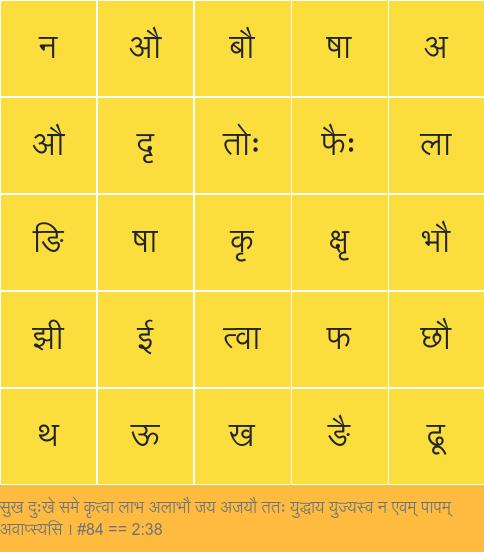 न औ बौ षा अ
औ दृ तोः फैः ला
ङि षा कृ क्षृ भौ
झी ई त्वा फ छौ
थ ऊ ख ङै ढू
सुख दुःखे समे कृत्वा लाभ अलाभौ जय अजयौ ततः युद्धाय युज्यस्व न एवम् पापम्
अवाप्स्यसि । #84 == 2:38